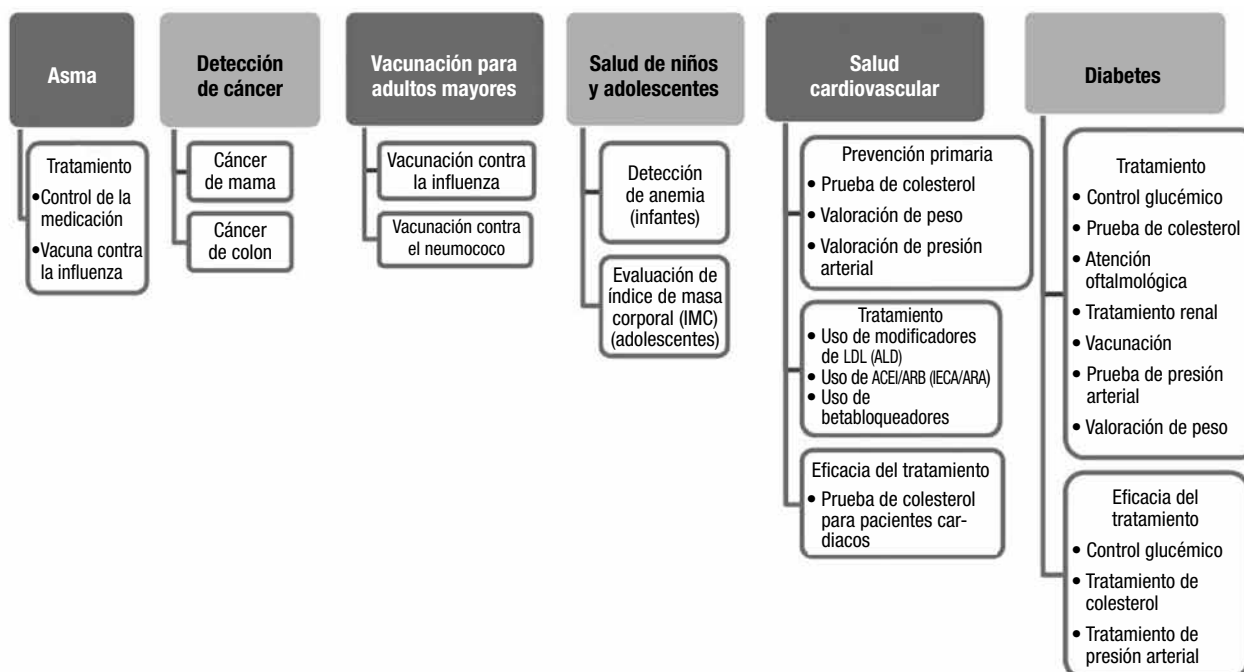 Asma
Tratamiento
•Control de la
medicación
•Vacuna contra
la influenza
Detección
de cáncer
Cáncer
de mama
Cáncer
de colon
Vacunación para
adultos mayores
Vacunación contra
la influenza
Vacunación contra
el neumococo
Salud de niños
y adolescentes
Detección
de anemia
(infantes)
Evaluación de
índice de masa
corporal (IMC)
(adolescentes)
Salud
cardiovascular
Prevención primaria
• Prueba de colesterol
• Valoración de peso
• Valoración de presión
arterial
Tratamiento
• Uso de modificadores
de LDL (ALD)
• Uso de ACEI/ARB (IECA/ARA)
• Uso de
betabloqueadores
Eficacia del tratamiento
• Prueba de colesterol
para pacientes car-
diacos
Diabetes
Tratamiento
• Control glucémico
• Prueba de colesterol
• Atención
oftalmológica
• Tratamiento renal
• Vacunación
• Prueba de presión
arterial
• Valoración de peso
Eficacia del
tratamiento
• Control glucémico
• Tratamiento de
colesterol
• Tratamiento de
presión arterial